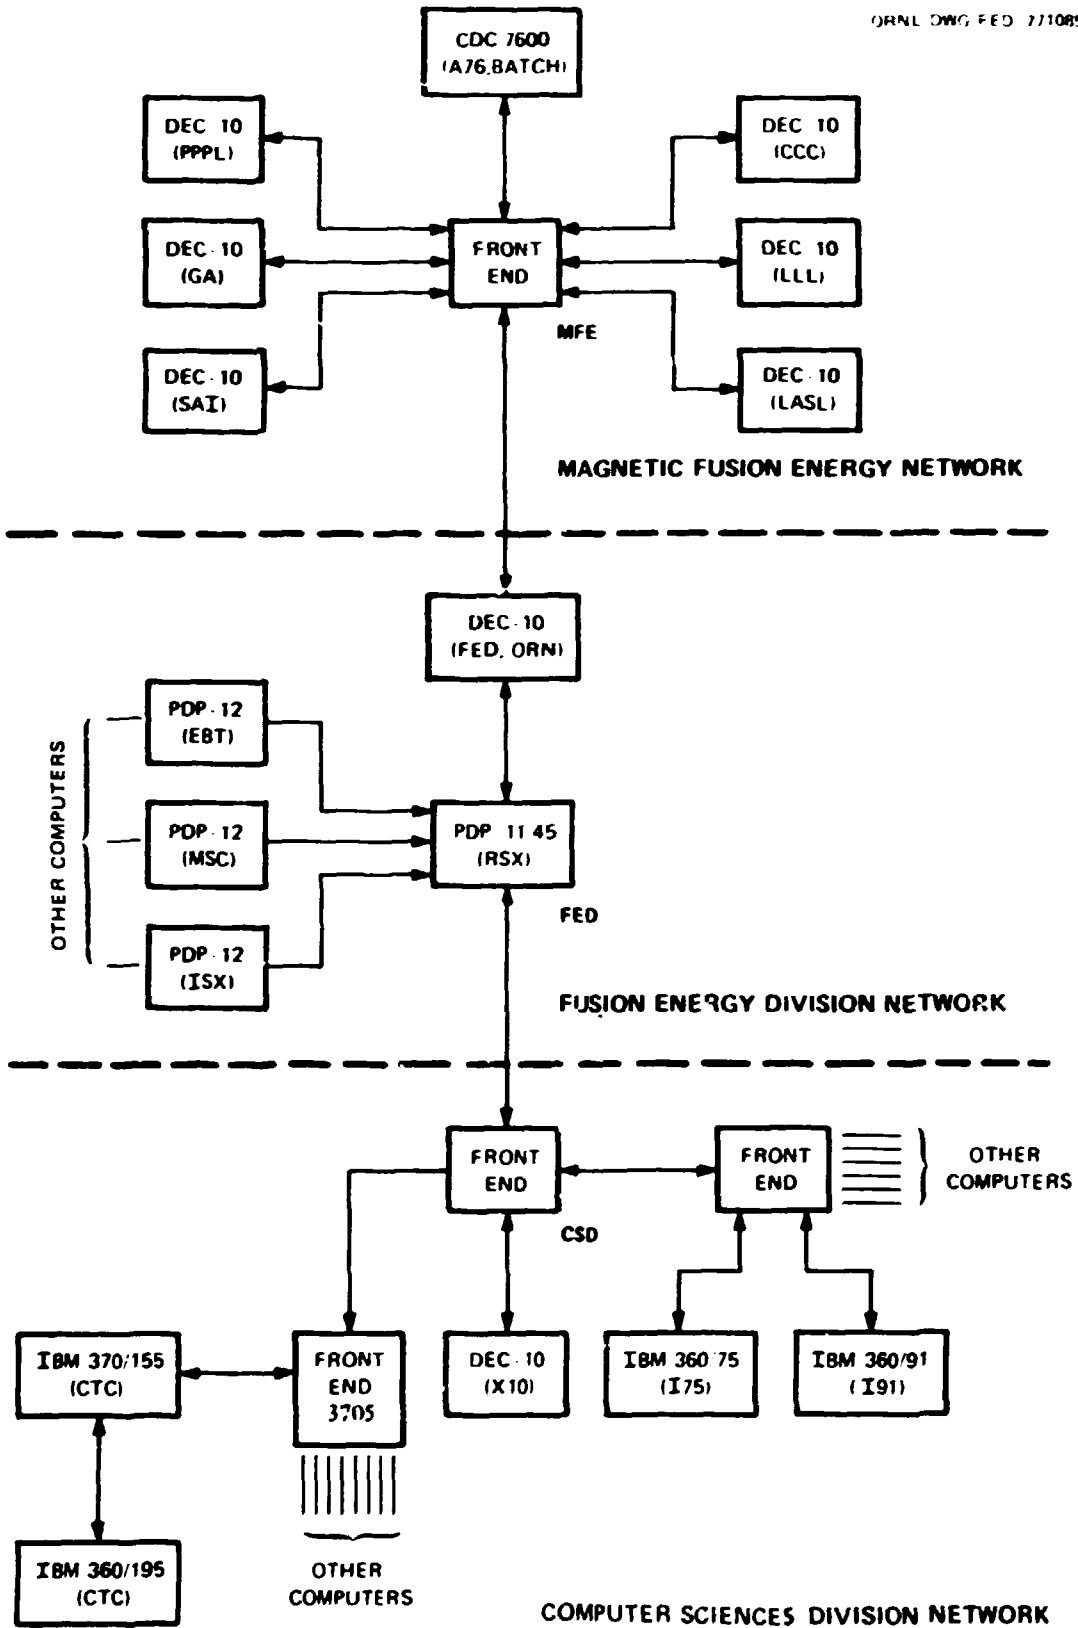 ORNL DWG FED 77108
CDC 7600
(A76, BATCH)
DEC 10
(PPPL)
DEC 10
(CCC)
DEC-10
(GA)
FRONT
END
DEC 10
(LLL)
MFE
DEC-10
(SAI)
DEC-10
(LASL)
MAGNETIC FUSION ENERGY NETWORK
DEC-10
(FED, ORN)
OTHER COMPUTERS
PDP-12
(EBT)
PDP-12
(MSC)
PDP 11 45
(RSX)
FED
PDP-12
(ISX)
FUSION ENERGY DIVISION NETWORK
FRONT
END
FRONT
END
OTHER
COMPUTERS
CSD
IBM 370/155
(CTC)
FRONT
END
3705
DEC-10
(X10)
IBM 360/75
(I75)
IBM 360/91
(I91)
IBM 360/195
(CTC)
OTHER
COMPUTERS
COMPUTER SCIENCES DIVISION NETWORK